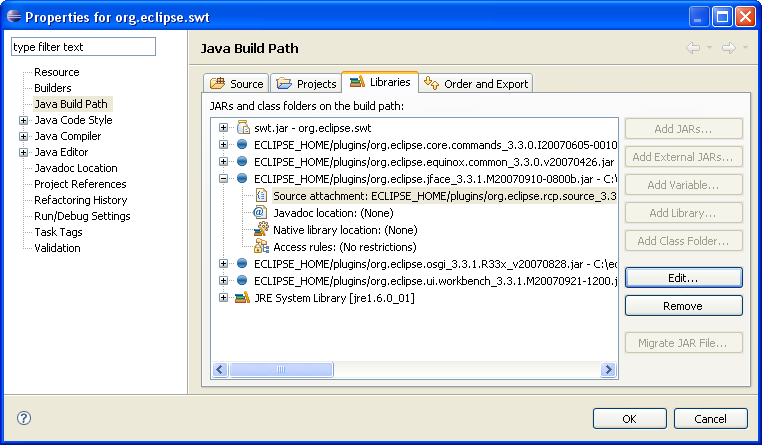 Properties for org.eclipse.swt
type filter text
Resource
Builders
Java Build Path
Java Code Style
Java Compiler
Java Editor
Javadoc Location
Project References
Refactoring History
Run/Debug Settings
Task Tags
Validation
Java Build Path
Source
Projects
Libraries
Order and Export
JARs and class folders on the build path:
swt.jar - org.eclipse.swt
ECLIPSE_HOME/plugins/org.eclipse.core.commands_3.3.0.I20070605-0010
ECLIPSE_HOME/plugins/org.eclipse.equinox.common_3.3.0.v20070426.jar
ECLIPSE_HOME/plugins/org.eclipse.jface_3.3.1.M20070910-0800b.jar - C:\
Source attachment: ECLIPSE_HOME/plugins/org.eclipse.rcp.source_3.3
Javadoc location: (None)
Native library location: (None)
Access rules: (No restrictions)
ECLIPSE_HOME/plugins/org.eclipse.osgi_3.3.1.R33x_v20070828.jar - C:\ec
ECLIPSE_HOME/plugins/org.eclipse.ui.workbench_3.3.1.M20070921-1200.j
JRE System Library [jre1.6.0_01]
Add JARs...
Add External JARs...
Add Variable...
Add Library...
Add Class Folder...
Edit...
Remove
Migrate JAR File...
OK
Cancel